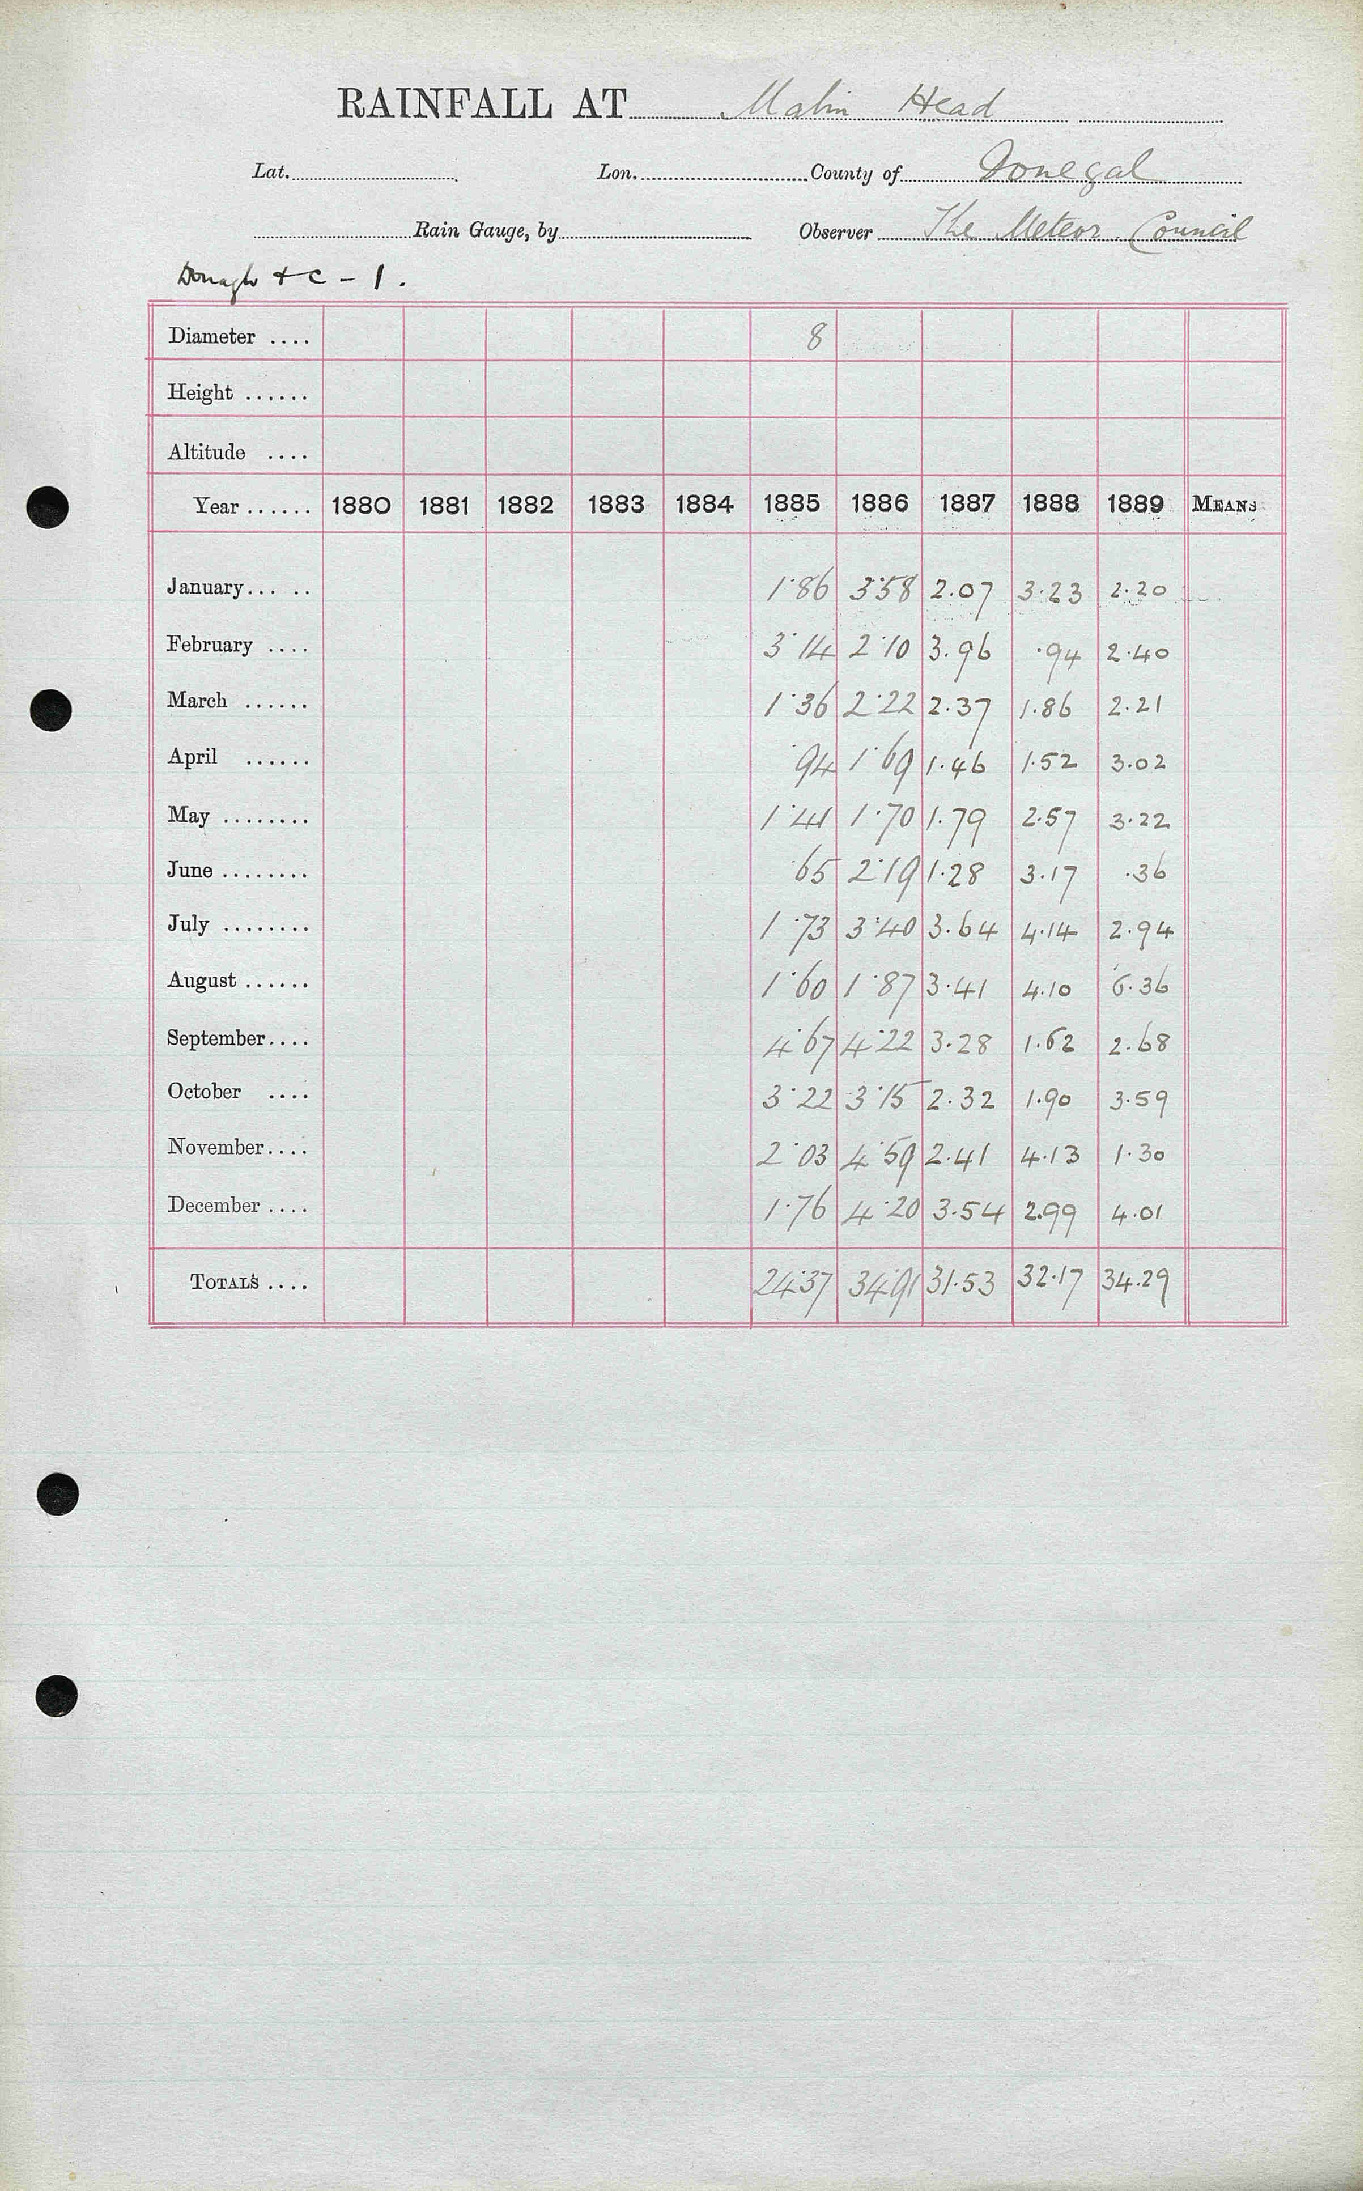 RAINFALL AT Malin Head
Lat. Lon. County of Donegal
Rain Gauge, by Observer The Meteor. Council
Donagh + C - 1.
Diameter .... 8
Height ......
Altitude ....
Year ...... 1880 1881 1882 1883 1884 1885 1886 1887 1888 1889 MEANS
January... .. 1.86 3.58 2.07 3.23 2.20
February .... 3.14 2.10 3.96 .94 2.40
March ...... 1.36 2.22 2.37 1.86 2.21
April ...... .94 1.69 1.46 1.52 3.02
May ........ 1.41 1.70 1.79 2.57 3.22
June ........ .65 2.19 1.28 3.17 .36
July ........ 1.73 3.40 3.64 4.14 2.94
August ...... 1.60 1.87 3.41 4.10 6.36
September.... 4.67 4.22 3.28 1.62 2.68
October .... 3.22 3.15 2.32 1.90 3.59
November.... 2.03 4.59 2.41 4.13 1.30
December .... 1.76 4.20 3.54 2.99 4.01
TOTALS .... 24.37 34.91 31.53 32.17 34.29